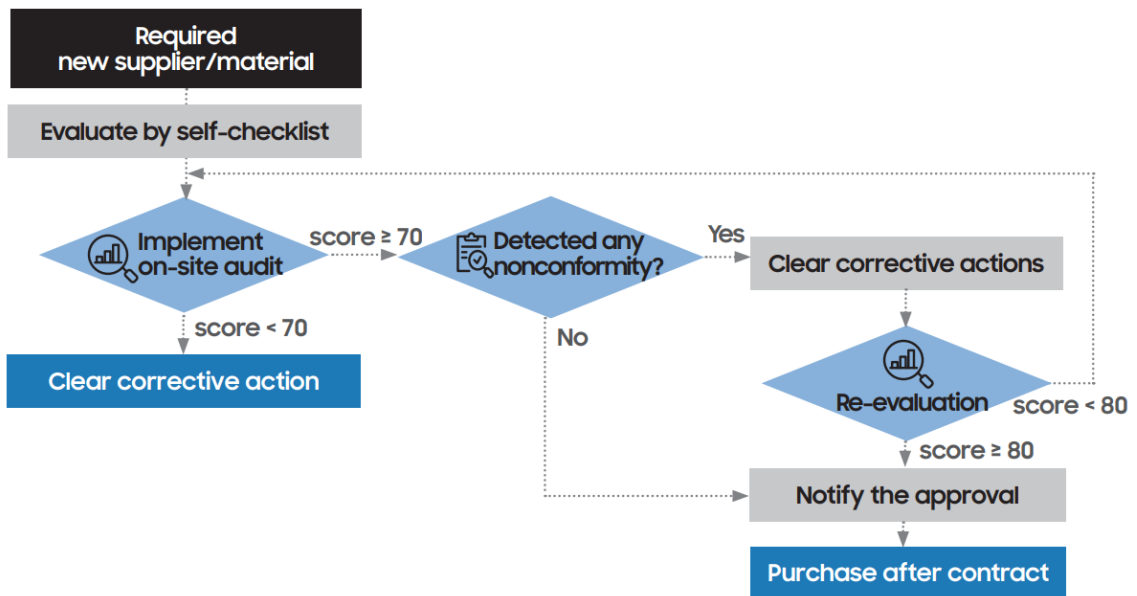 Required
new supplier/material
Evaluate by self-checklist
Implement
on-site audit
score ≥ 70
Detected any
nonconformity?
Yes
Clear corrective actions
score < 70
No
Clear corrective action
Re-evaluation
score < 80
score ≥ 80
Notify the approval
Purchase after contract